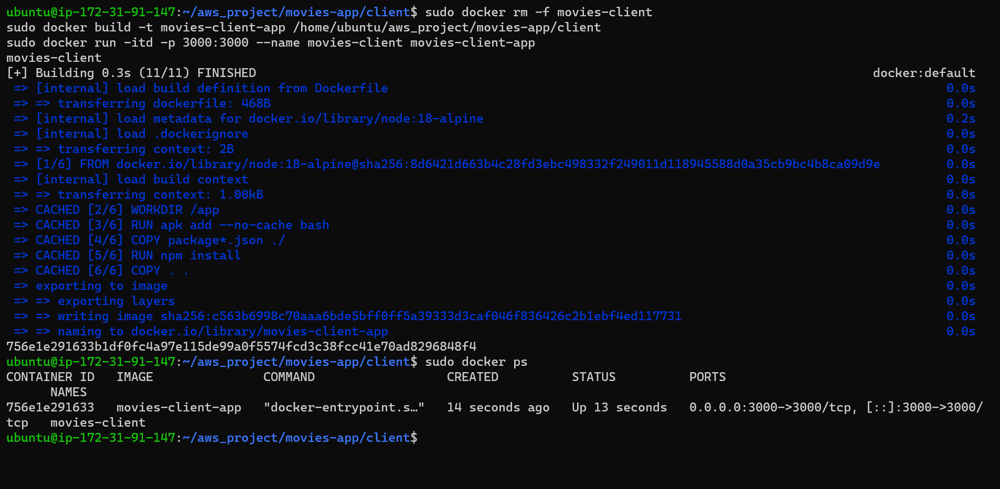 ubuntu@ip-172-31-91-147:~/aws_project/movies-app/client$ sudo docker rm -f movies-client
sudo docker build -t movies-client-app /home/ubuntu/aws_project/movies-app/client
sudo docker run -itd -p 3000:3000 --name movies-client movies-client-app
movies-client
[+] Building 0.3s (11/11) FINISHED docker:default
=> [internal] load build definition from Dockerfile 0.0s
=> => transferring dockerfile: 468B 0.0s
=> [internal] load metadata for docker.io/library/node:18-alpine 0.2s
=> [internal] load .dockerignore 0.0s
=> => transferring context: 2B 0.0s
=> [1/6] FROM docker.io/library/node:18-alpine@sha256:8d6421d663b4c28fd3ebc498332f249011d118945588d0a35cb9bc4b8ca09d9e 0.0s
=> [internal] load build context 0.0s
=> => transferring context: 1.00kB 0.0s
=> CACHED [2/6] WORKDIR /app 0.0s
=> CACHED [3/6] RUN apk add --no-cache bash 0.0s
=> CACHED [4/6] COPY package*.json ./ 0.0s
=> CACHED [5/6] RUN npm install 0.0s
=> CACHED [6/6] COPY . . 0.0s
=> exporting to image 0.0s
=> => exporting layers 0.0s
=> => writing image sha256:c563b6998c70aaa6bde5bff0ff5a39333d3caf046f836426c2b1ebf4ed117731 0.0s
=> => naming to docker.io/library/movies-client-app 0.0s
756e1e291633b1df0fc4a97e115de99a0f5574fcd3c38fcc41e70ad8296848f4
ubuntu@ip-172-31-91-147:~/aws_project/movies-app/client$ sudo docker ps
CONTAINER ID IMAGE COMMAND CREATED STATUS PORTS
NAMES
756e1e291633 movies-client-app "docker-entrypoint.s…" 14 seconds ago Up 13 seconds 0.0.0.0:3000->3000/tcp, [::]:3000->3000/
tcp movies-client
ubuntu@ip-172-31-91-147:~/aws_project/movies-app/client$